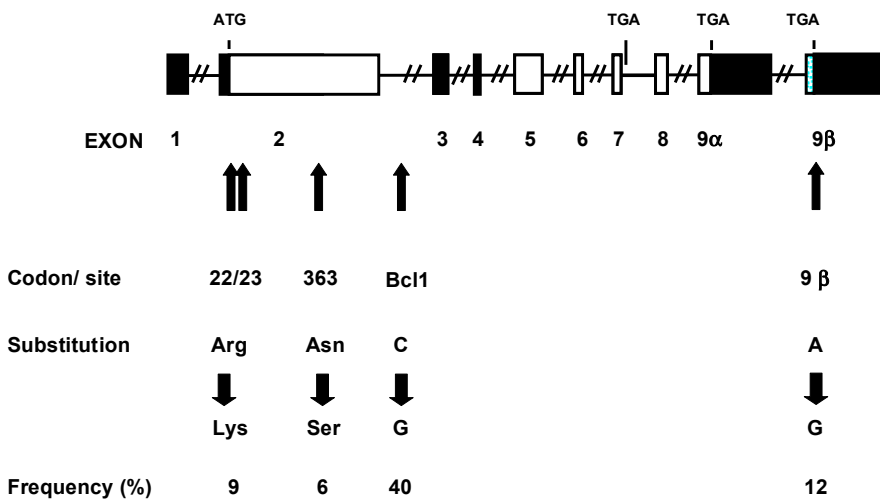 ATG TGA TGA TGA
EXON 1 2 3 4 5 6 7 8 9α 9β
Codon/ site 22/23 363 Bcl1 9 β
Substitution Arg Asn C A
Lys Ser G G
Frequency (%) 9 6 40 12